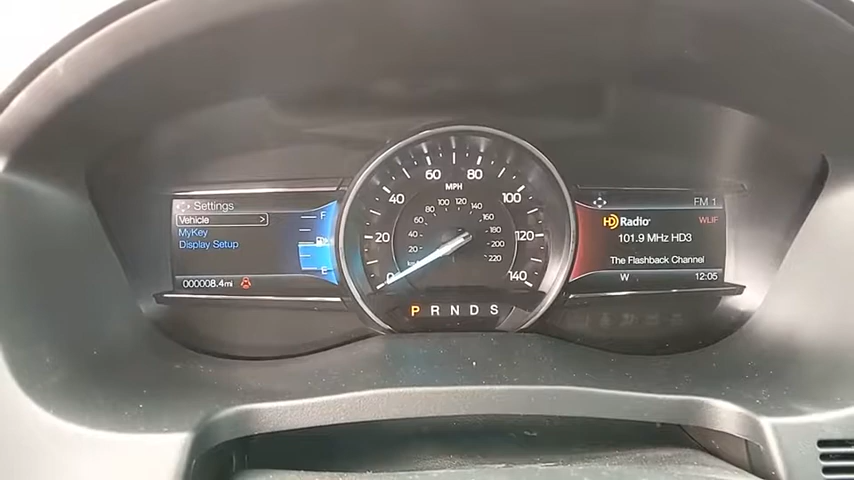 Settings
Vehicle >
MyKey
Display Setup
000008.4mi
F
E
MPH
0 20 40 60 80 100 120 140
20 40 60 80 100 120 140 160 180 200 220
P R N D S
FM 1
HD Radio
WLIF
101.9 MHz HD3
The Flashback Channel
W 12:05